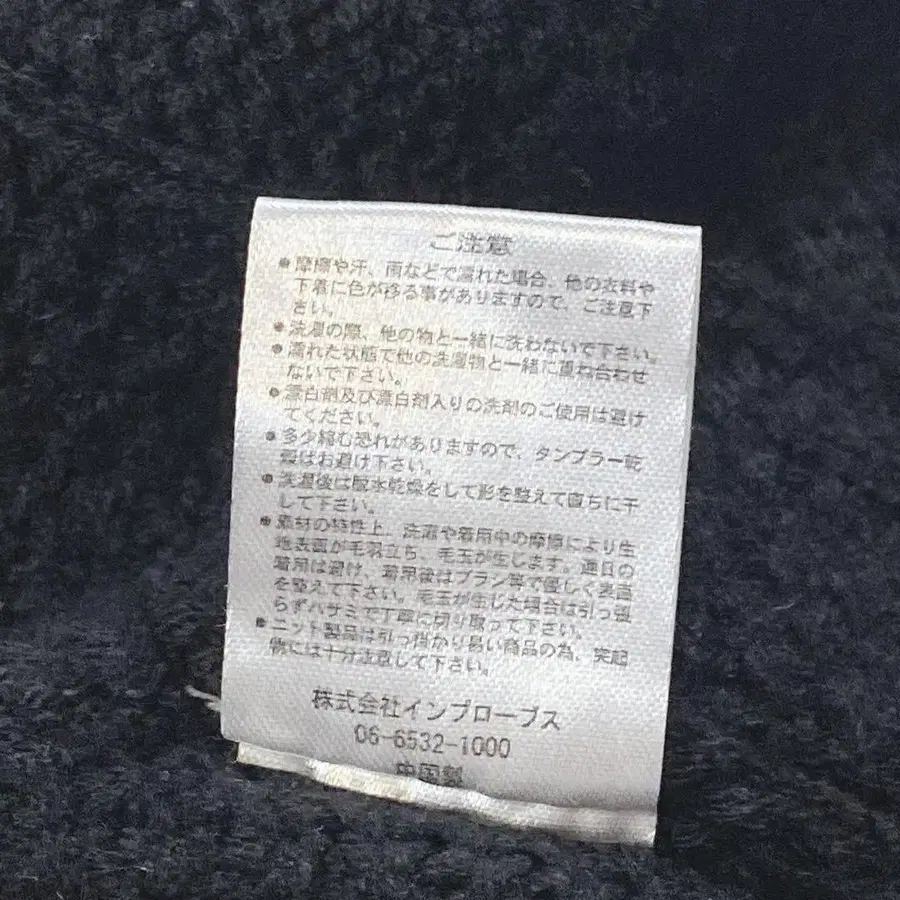 ご注意
●摩擦や汗、雨などで濡れた場合、他の衣料や
下着に色が移る事がありますので、ご注意下
さい。
●洗濯の際、他の物と一緒に洗わないで下さい。
●濡れた状態で他の洗濯物と一緒に重ね合わせ
ないで下さい。
●漂白剤及び漂白剤入りの洗剤のご使用は避け
てください。
●多少縮む恐れがありますので、タンブラー乾
燥はお避け下さい。
●洗濯後は脱水乾燥をして形を整えて直ちに干
して下さい。
●素材の特性上、洗濯や着用中の摩擦により生
地表面が毛羽立ち、毛玉が生じます。連日の
着用は避け、着用後はブラシ等で優しく表面
を整えて下さい。毛玉が生じた場合は引っ張
らずハサミで丁寧に切り取って下さい。
●ニット製品は引っ掛かり易い商品の為、突起
物には十分注意して下さい。
株式会社インプローブス
06-6532-1000
中国製